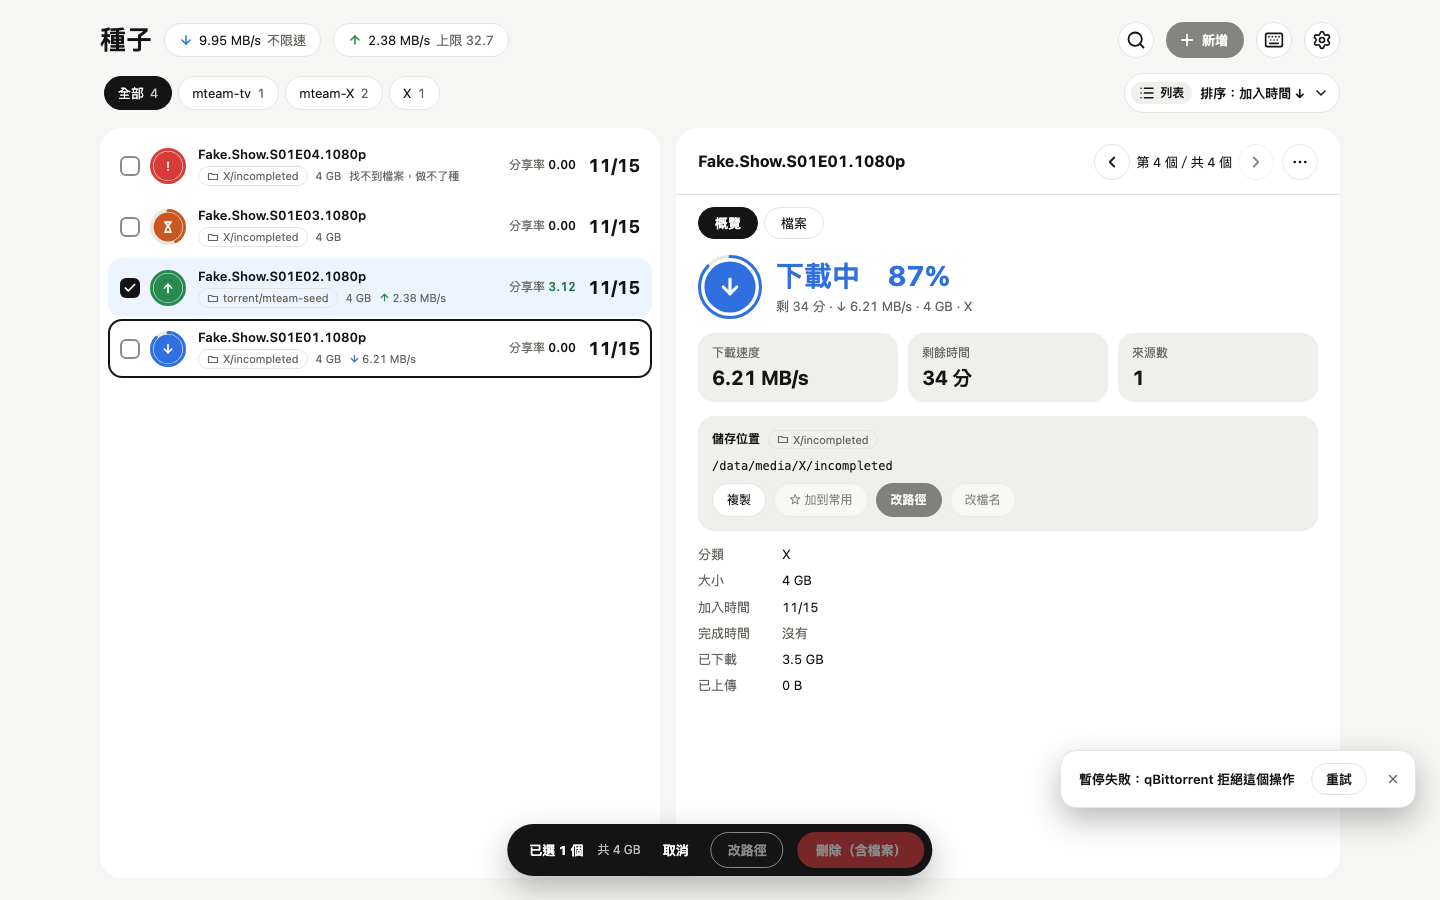 種子
9.95 MB/s 不限速
2.38 MB/s 上限 32.7
新增
全部 4
mteam-tv 1
mteam-X 2
X 1
列表
排序：加入時間
Fake.Show.S01E04.1080p
X/incompleted 4 GB 找不到檔案，做不了種
分享率 0.00
11/15
Fake.Show.S01E03.1080p
X/incompleted 4 GB
分享率 0.00
11/15
Fake.Show.S01E02.1080p
torrent/mteam-seed 4 GB 2.38 MB/s
分享率 3.12
11/15
Fake.Show.S01E01.1080p
X/incompleted 4 GB 6.21 MB/s
分享率 0.00
11/15
Fake.Show.S01E01.1080p
第 4 個 / 共 4 個
概覽
檔案
下載中 87%
剩 34 分 · ↓ 6.21 MB/s · 4 GB · X
下載速度
6.21 MB/s
剩餘時間
34 分
來源數
1
儲存位置 X/incompleted
/data/media/X/incompleted
複製
加到常用
改路徑
改檔名
分類 X
大小 4 GB
加入時間 11/15
完成時間 沒有
已下載 3.5 GB
已上傳 0 B
暫停失敗：qBittorrent 拒絕這個操作
重試
已選 1 個 共 4 GB 取消 改路徑 刪除（含檔案）